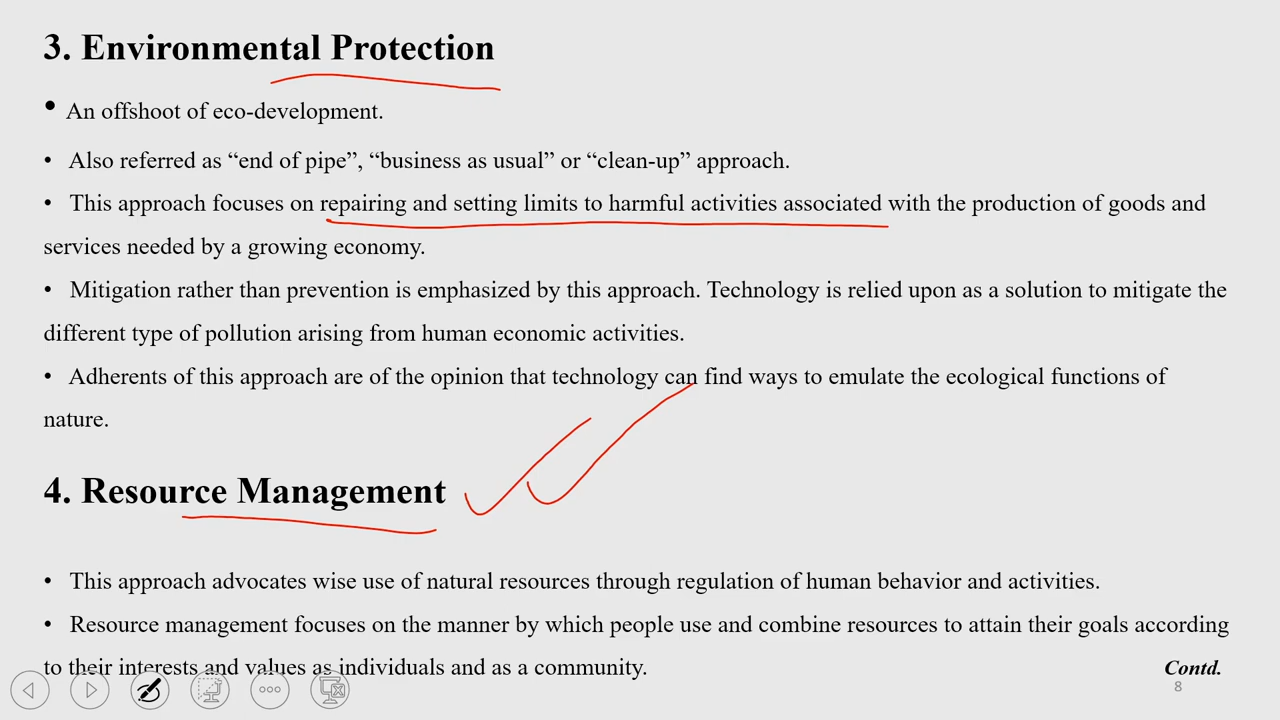 3. Environmental Protection
• An offshoot of eco-development.
• Also referred as “end of pipe”, “business as usual” or “clean-up” approach.
• This approach focuses on repairing and setting limits to harmful activities associated with the production of goods and
services needed by a growing economy.
• Mitigation rather than prevention is emphasized by this approach. Technology is relied upon as a solution to mitigate the
different type of pollution arising from human economic activities.
• Adherents of this approach are of the opinion that technology can find ways to emulate the ecological functions of
nature.
4. Resource Management
• This approach advocates wise use of natural resources through regulation of human behavior and activities.
• Resource management focuses on the manner by which people use and combine resources to attain their goals according
to their interests and values as individuals and as a community.
Contd.
8